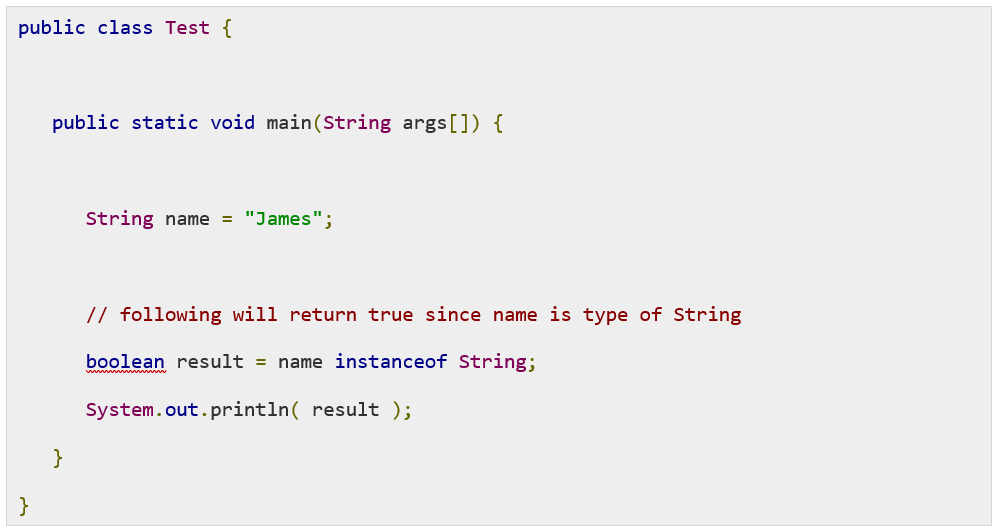 public class Test {
public static void main(String args[]) {
String name = "James";
// following will return true since name is type of String
boolean result = name instanceof String;
System.out.println( result );
}
}